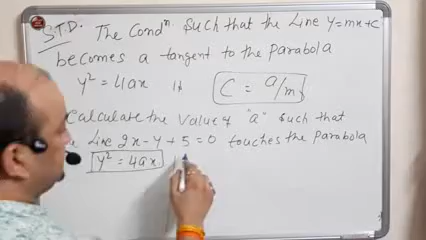 S.T.D. The Condⁿ Such that the Line y=mx+c
becomes a tangent to the parabola
y² = 4ax is C = a/m
Calculate the value of "a" such that
Line 2x-y+5=0 touches the parabola
y² = 4ax.